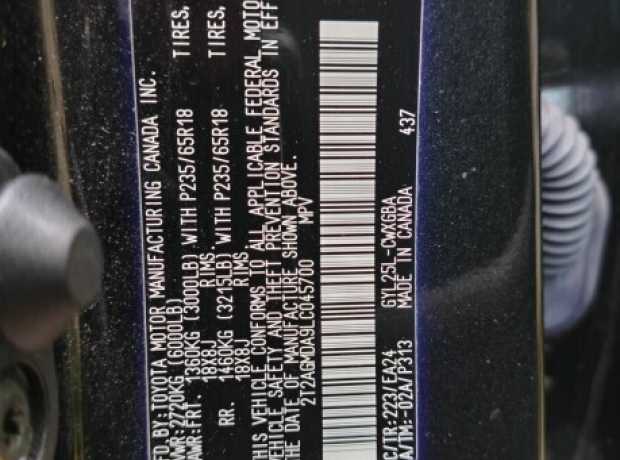 MFD.BY:TOYOTA MOTOR MANUFACTURING CANADA INC.
GVWR:2720KG(6000LB)
GAWR:FRT. 1360KG (3000LB) WITH P235/65R18 TIRES,
18X8J RIMS
RR. 1460KG (3215LB) WITH P235/65R18 TIRES,
18X8J RIMS
THIS VEHICLE CONFORMS TO ALL APPLICABLE FEDERAL MOTO
VEHICLE SAFETY AND THEFT PREVENTION STANDARDS IN EFF
THE DATE OF MANUFACTURE SHOWN ABOVE.
2T2AGMDA9LC045700 MPV
C/TR:223/EA24 GYL25L-CWXGBA
A/TM:-02A/P313 MADE IN CANADA 437